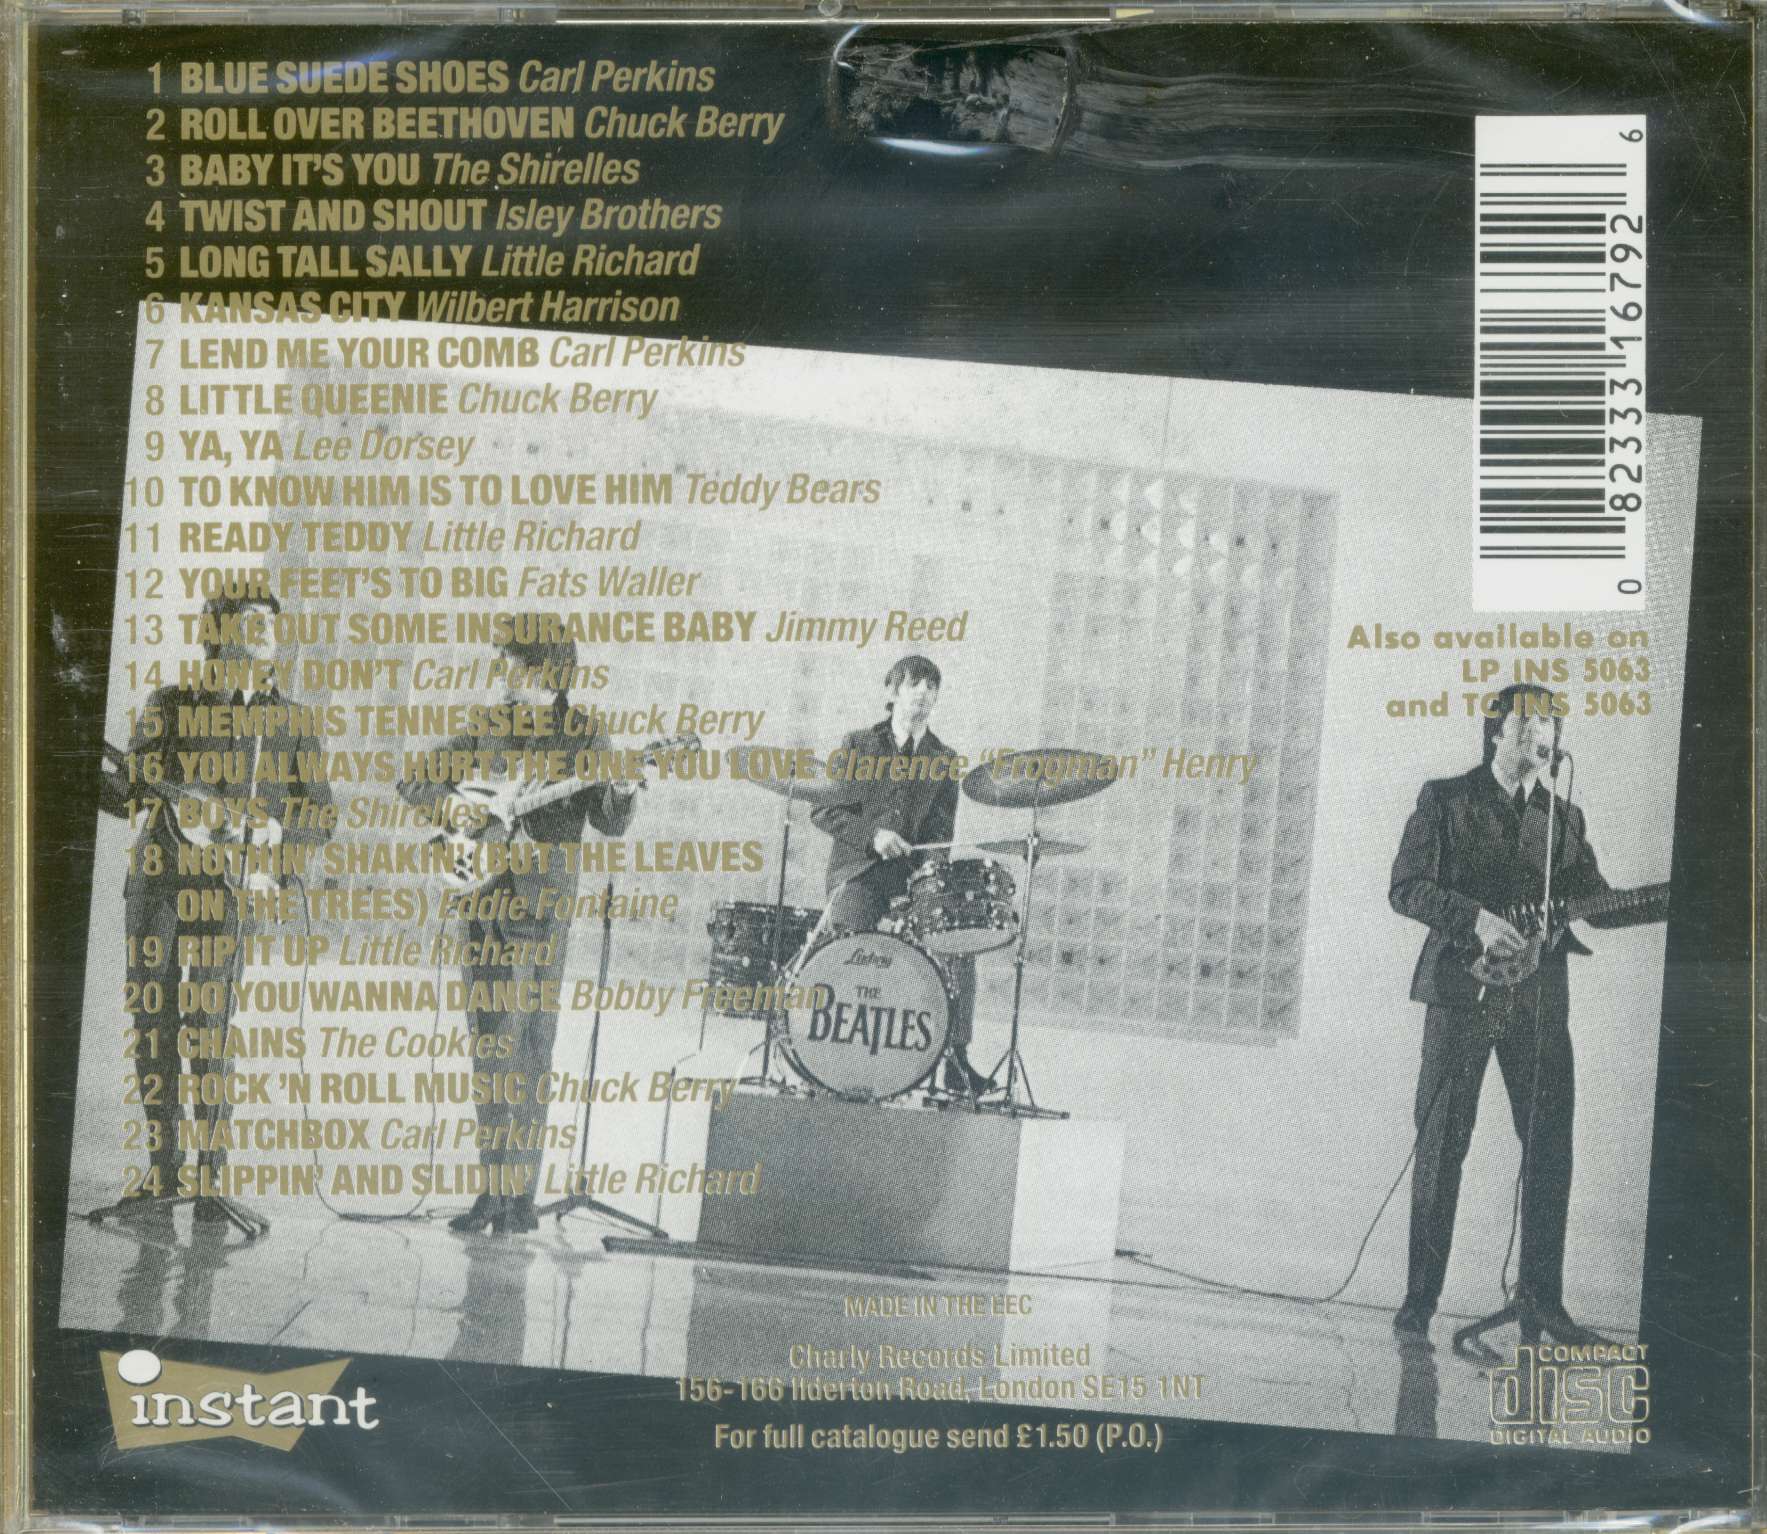 1 BLUE SUEDE SHOES Carl Perkins
2 ROLL OVER BEETHOVEN Chuck Berry
3 BABY IT'S YOU The Shirelles
4 TWIST AND SHOUT Isley Brothers
5 LONG TALL SALLY Little Richard
6 KANSAS CITY Wilbert Harrison
7 LEND ME YOUR COMB Carl Perkins
8 LITTLE QUEENIE Chuck Berry
9 YA, YA Lee Dorsey
10 TO KNOW HIM IS TO LOVE HIM Teddy Bears
11 READY TEDDY Little Richard
12 YOUR FEET'S TO BIG Fats Waller
13 TAKE OUT SOME INSURANCE BABY Jimmy Reed
14 HONEY DON'T Carl Perkins
15 MEMPHIS TENNESSEE Chuck Berry
16 YOU ALWAYS HURT THE ONE YOU LOVE Clarence "Frogman" Henry
17 BOYS The Shirelles
18 NOTHIN' SHAKIN' (BUT THE LEAVES
ON THE TREES) Eddie Fontaine
19 RIP IT UP Little Richard
20 DO YOU WANNA DANCE Bobby Freeman
21 CHAINS The Cookies
22 ROCK 'N ROLL MUSIC Chuck Berry
23 MATCHBOX Carl Perkins
24 SLIPPIN' AND SLIDIN' Little Richard
0 82333 16792 6
Also available on
LP INS 5063
and TC INS 5063
Ludwig
THE
BEATLES
MADE IN THE EEC
Charly Records Limited
156-166 Ilderton Road, London SE15 1NT
For full catalogue send £1.50 (P.O.)
instant
COMPACT
disc
DIGITAL AUDIO